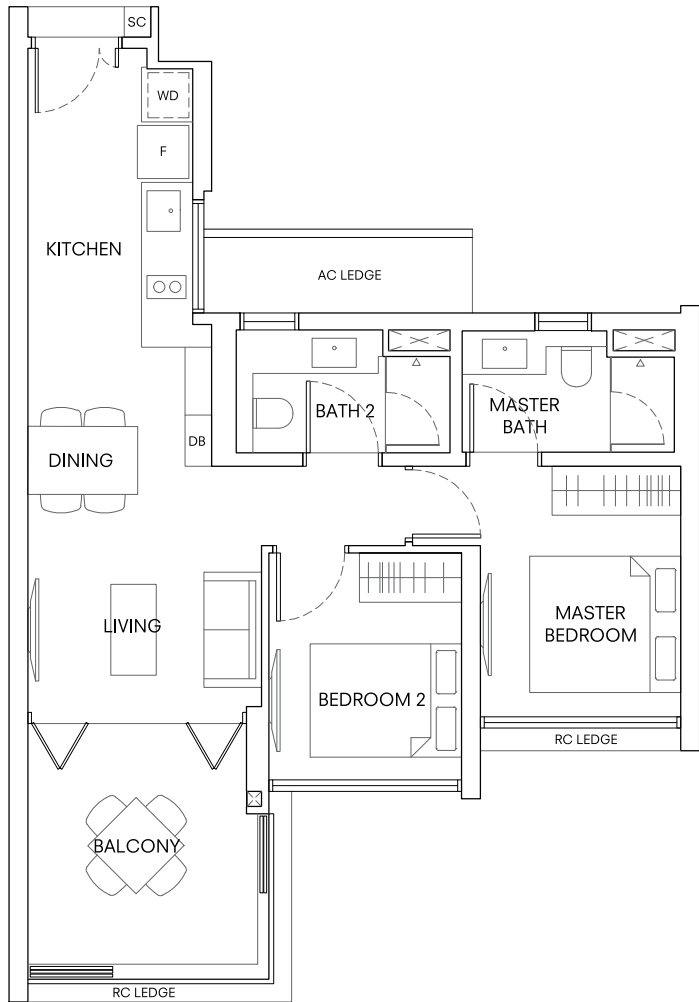 SC
WD
F
KITCHEN
AC LEDGE
BATH 2
MASTER
BATH
DB
DINING
LIVING
MASTER
BEDROOM
BEDROOM 2
RC LEDGE
BALCONY
RC LEDGE